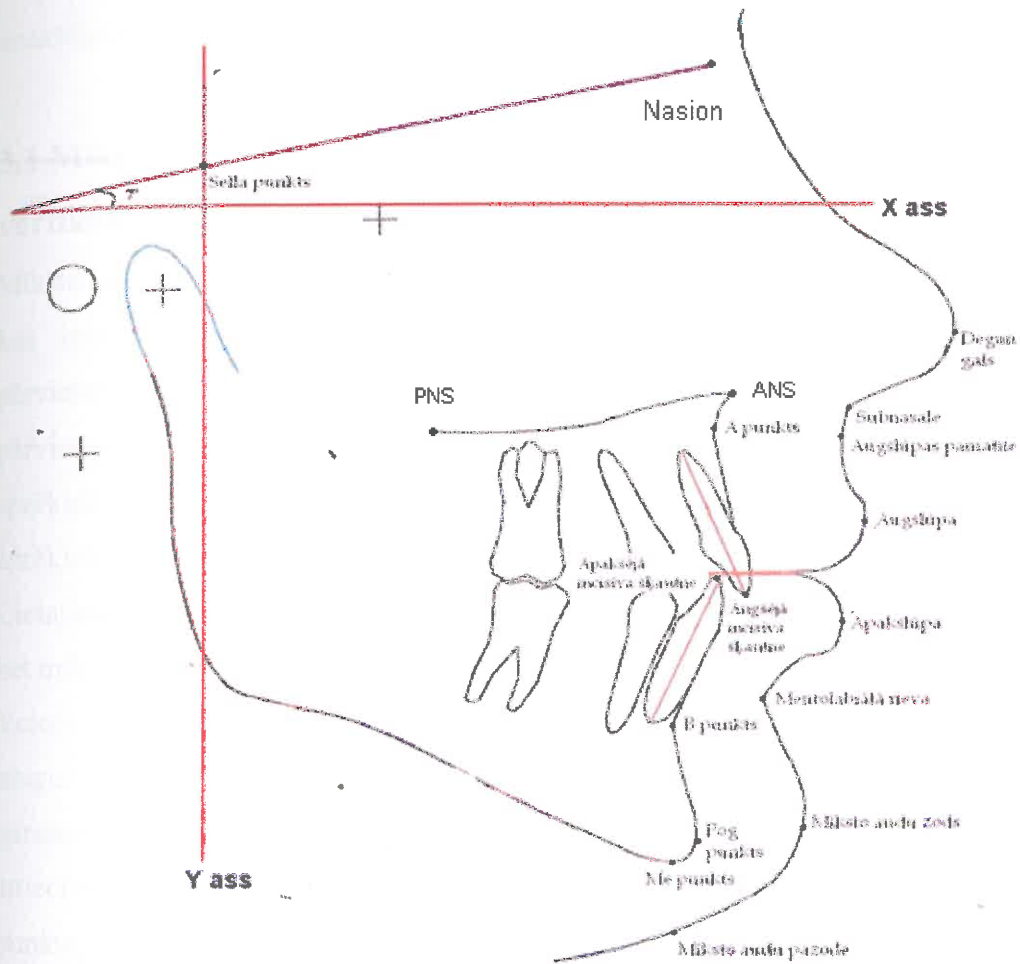 Nasion
Sella punkts
7
X ass
Degun
gals
PNS
ANS
Subnasale
A punkts
Augšlūpas pamatne
Augšlūpa
Apakšējā
incisīva šķautne
Augšējā
incisīva
šķautne
Apakšlūpa
Mentolabiālā rieva
B punkts
Mīksto audu zods
Pog
punkts
Me punkts
Y ass
Mīksto audu pazode